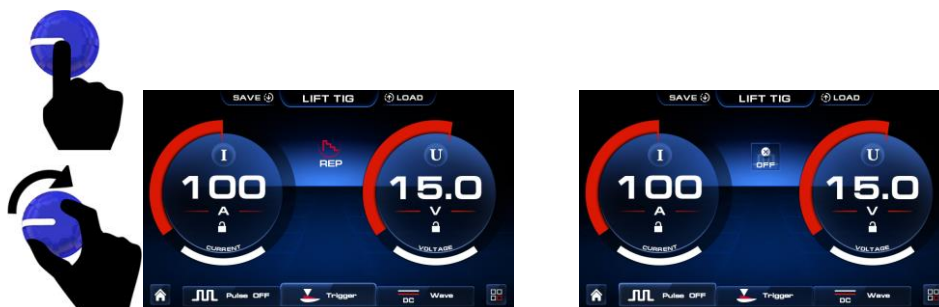 SAVE LIFT TIG LOAD
I U
REP
100 15.0
A V
CURRENT VOLTAGE
Pulse OFF Trigger DC Wave
SAVE LIFT TIG LOAD
I U
OFF
100 15.0
A V
CURRENT VOLTAGE
Pulse OFF Trigger DC Wave